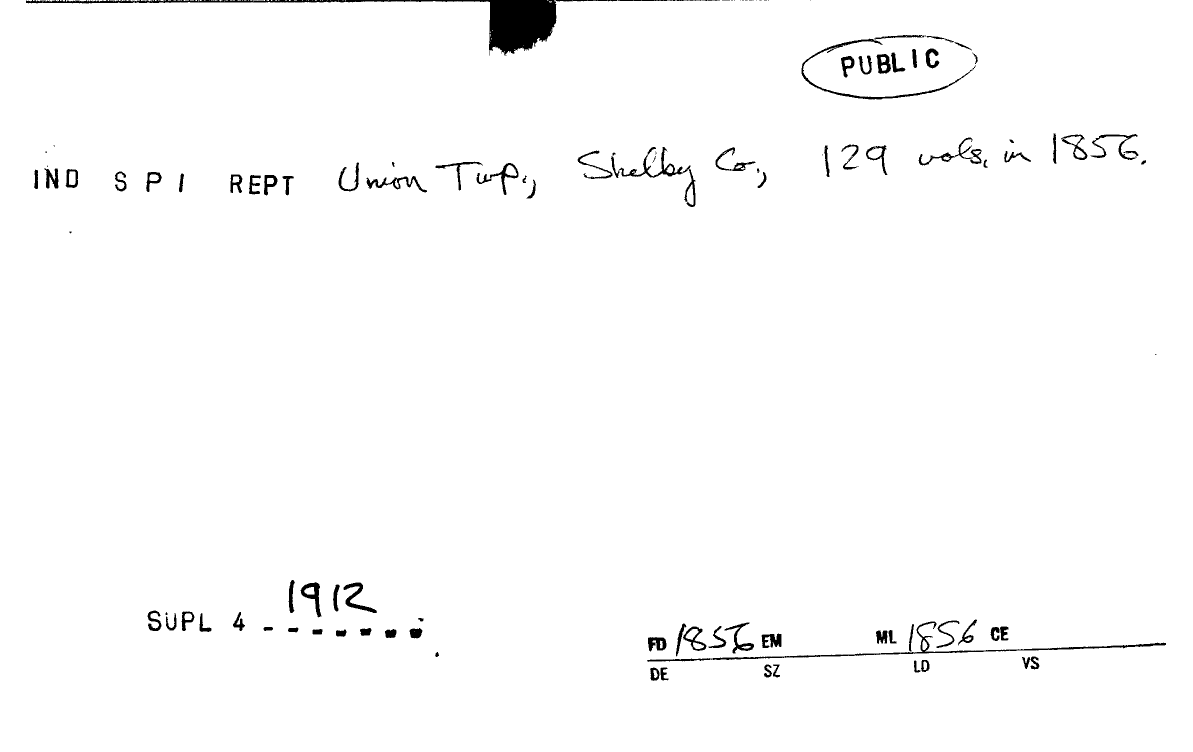 PUBLIC
IND S P I REPT Union Twp., Shelby Co., 129 vols. in 1856.
1912
SUPL 4 - - - - - - -
FD 1856 EM ML 1856 CE
DE SZ LD VS